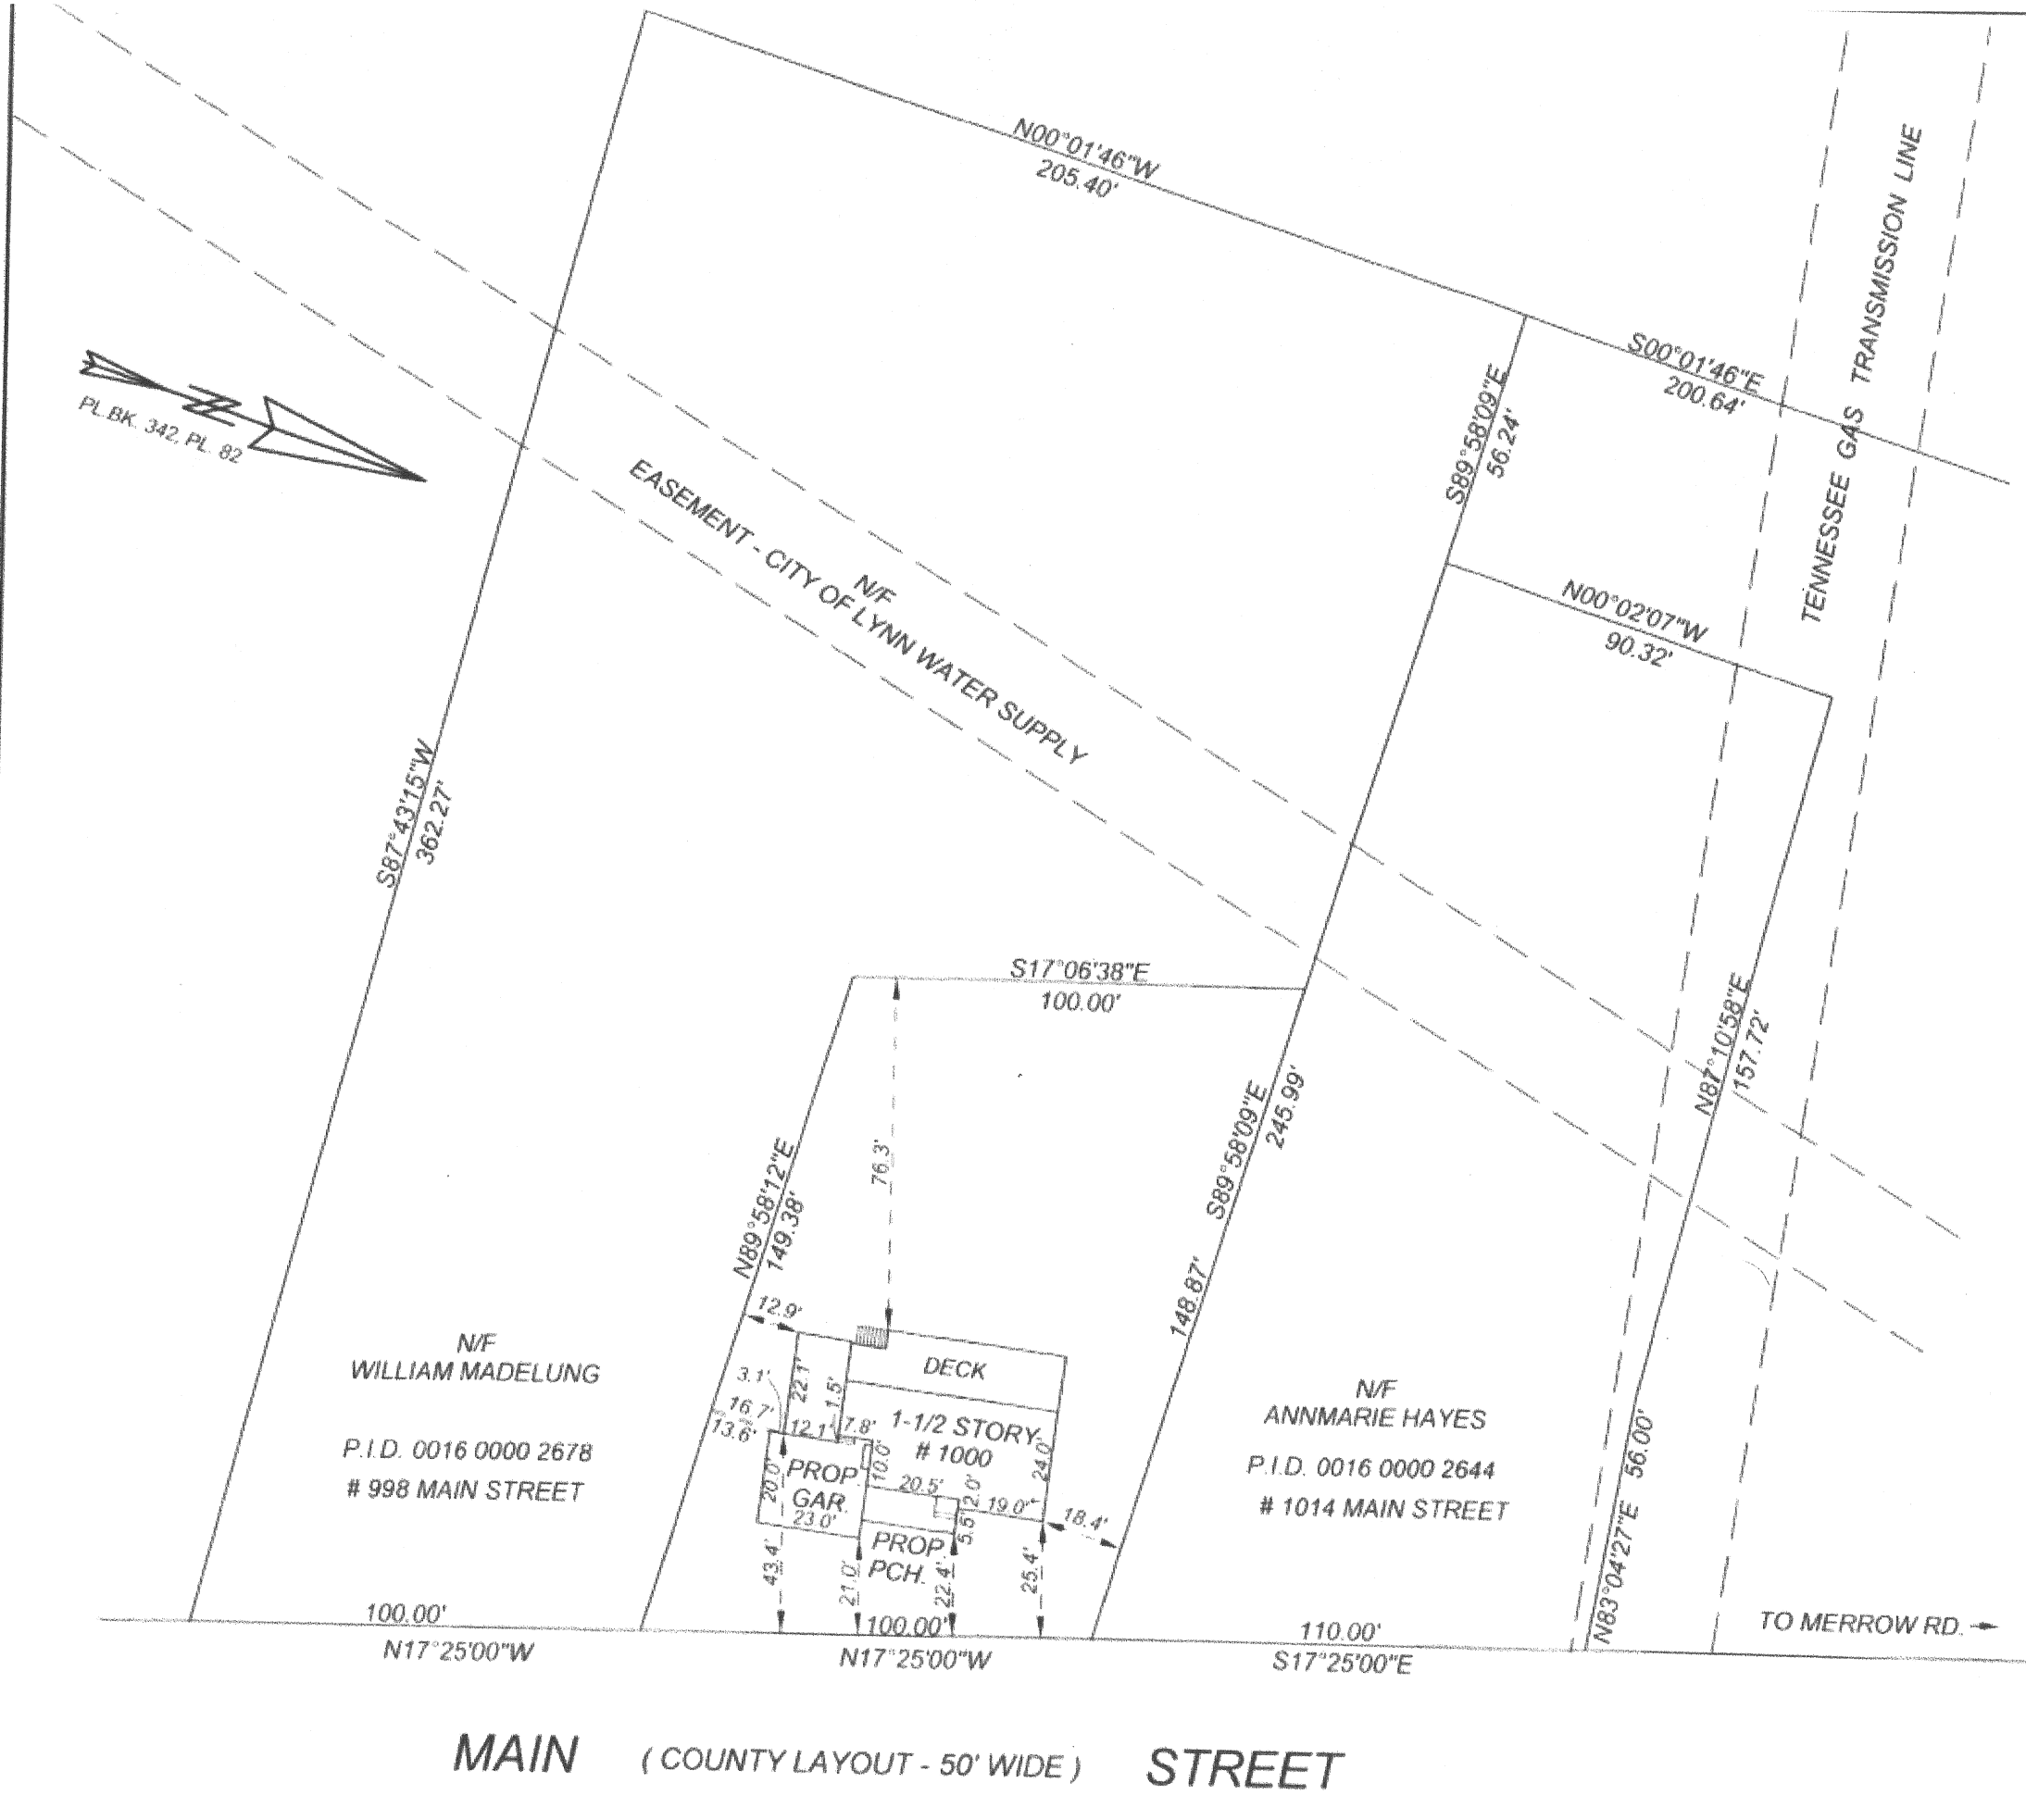 N00°01'46"W
205.40'
S00°01'46"E
200.64'
TENNESSEE GAS TRANSMISSION LINE
S89°58'09"E
56.24'
PL.BK. 342, PL. 82
N00°02'07"W
90.32'
EASEMENT - CITY OF LYNN WATER SUPPLY
N/F
S87°43'15"W
362.27'
S17°06'38"E
100.00'
N87°10'58"E
157.72'
76.3'
N89°58'12"E
149.38'
S89°58'09"E
245.99'
148.87'
12.9'
N/F
WILLIAM MADELUNG
P.I.D. 0016 0000 2678
# 998 MAIN STREET
DECK
3.1'
22.1'
1.5'
16.7'
13.6'
12.1'
7.8'
1-1/2 STORY
# 1000
24.0'
10.0'
20.0'
PROP.
GAR.
23.0'
20.5'
2.0'
19.0'
5.5'
18.4'
PROP.
PCH.
43.4'
21.0'
22.4'
25.4'
N/F
ANNMARIE HAYES
P.I.D. 0016 0000 2644
# 1014 MAIN STREET
N83°04'27"E 56.00'
100.00'
N17°25'00"W
100.00'
N17°25'00"W
110.00'
S17°25'00"E
TO MERROW RD.
MAIN ( COUNTY LAYOUT - 50' WIDE ) STREET